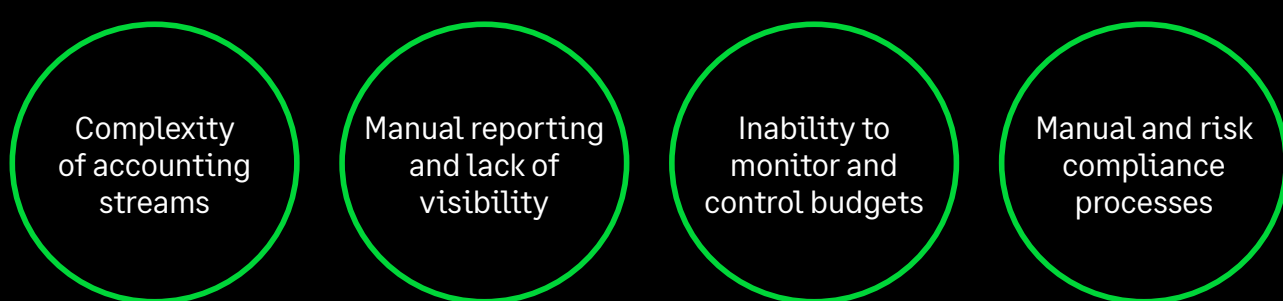 Complexity
of accounting
streams
Manual reporting
and lack of
visibility
Inability to
monitor and
control budgets
Manual and risk
compliance
processes